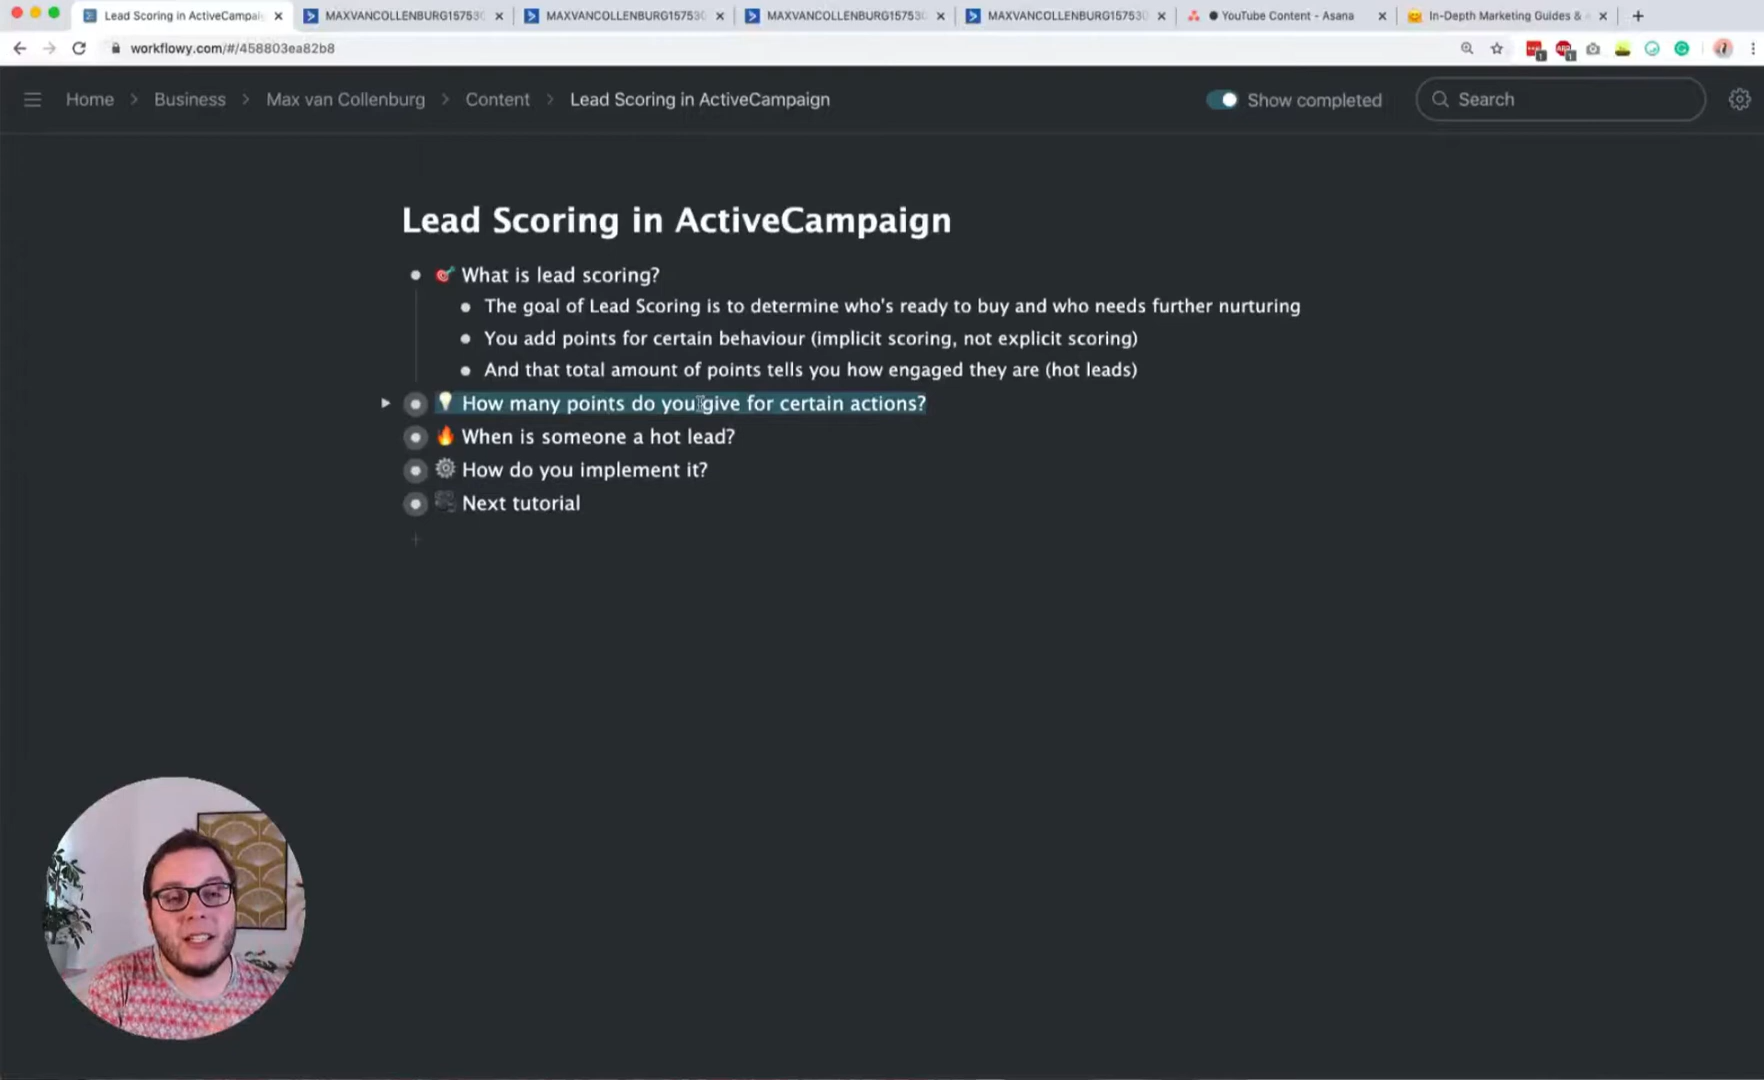 Lead Scoring in ActiveCampaig
MAXVANCOLLENBURG15753
MAXVANCOLLENBURG15753
MAXVANCOLLENBURG15753
MAXVANCOLLENBURG15753
YouTube Content - Asana
In-Depth Marketing Guides &
workflowy.com/#/458803ea82b8
Home > Business > Max van Collenburg > Content > Lead Scoring in ActiveCampaign
Show completed
Search
Lead Scoring in ActiveCampaign
What is lead scoring?
The goal of Lead Scoring is to determine who's ready to buy and who needs further nurturing
You add points for certain behaviour (implicit scoring, not explicit scoring)
And that total amount of points tells you how engaged they are (hot leads)
How many points do you give for certain actions?
When is someone a hot lead?
How do you implement it?
Next tutorial